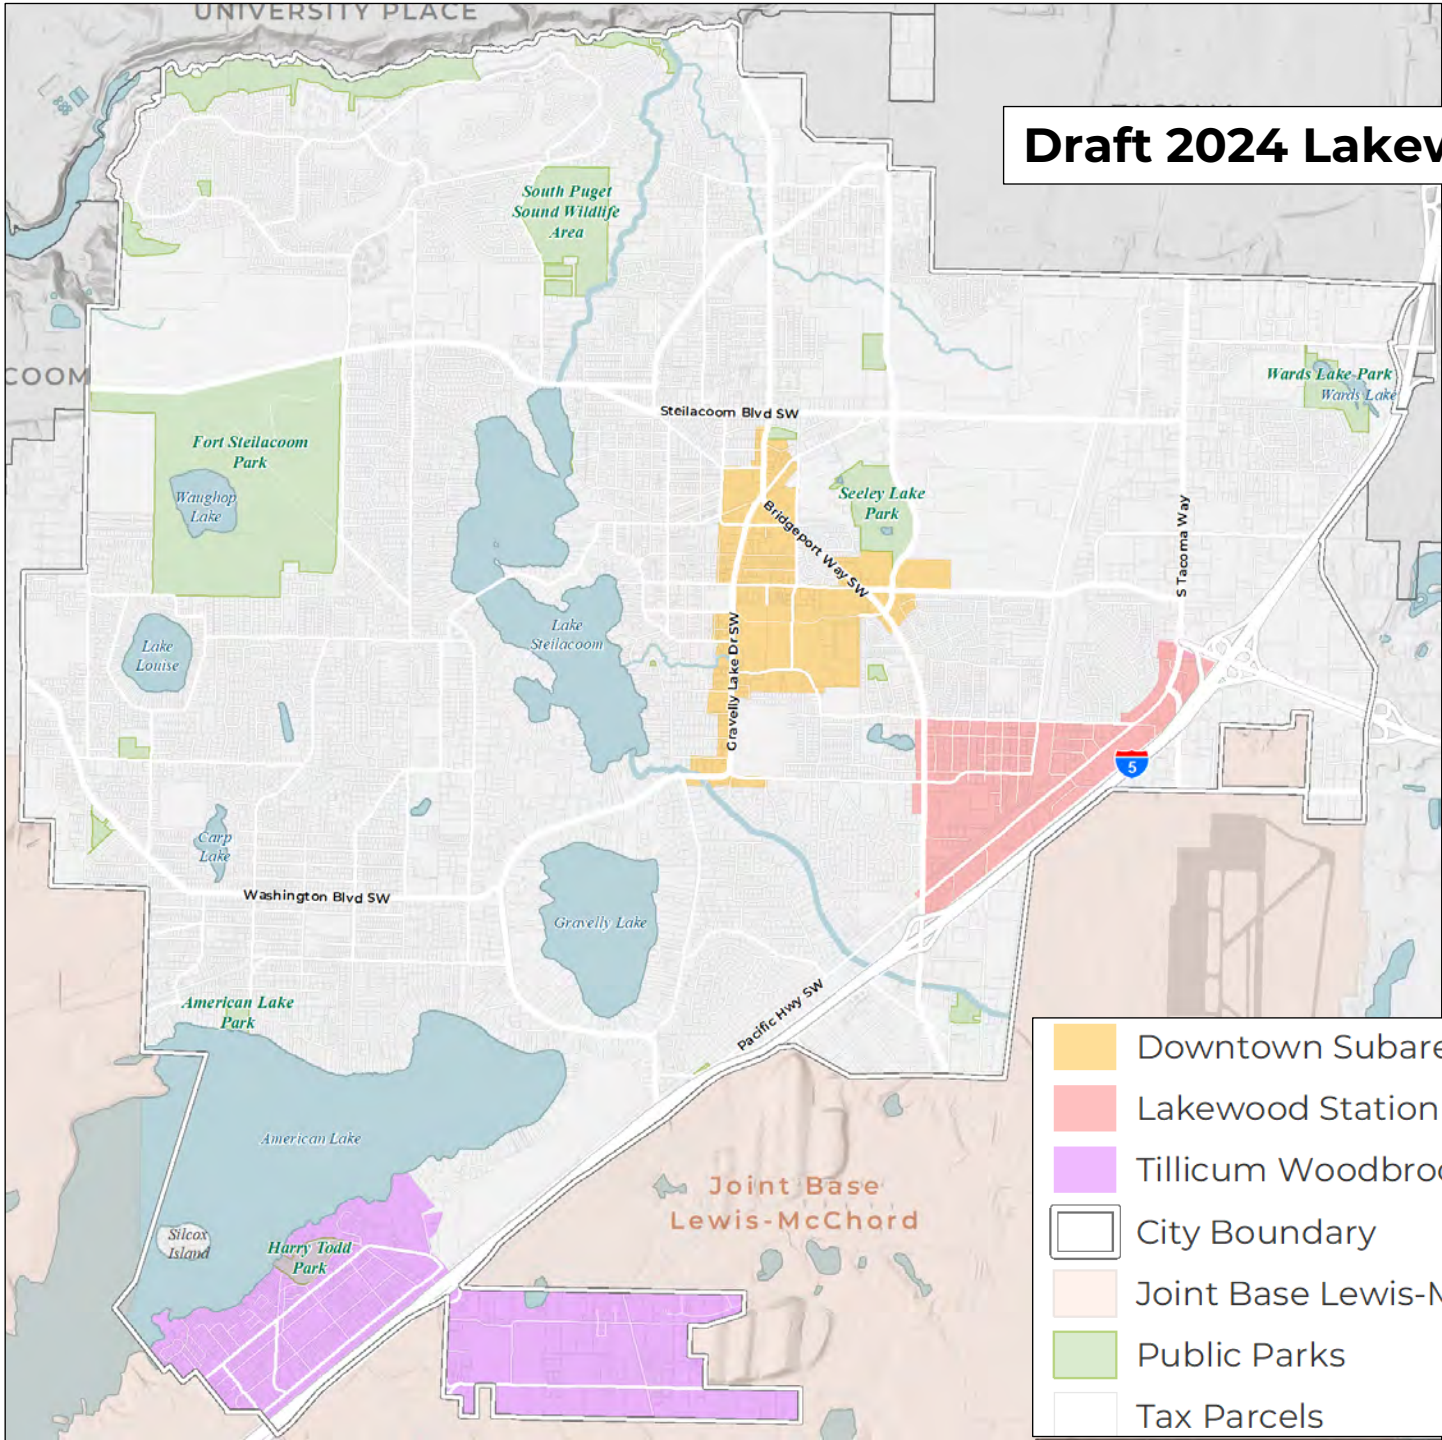 UNIVERSITY PLACE
Draft 2024 Lakew
South Puget
Sound Wildlife
Area
COOM
Wards Lake Park
Wards Lake
Steilacoom Blvd SW
Fort Steilacoom
Park
Waughop
Lake
Seeley Lake
Park
Bridgeport Way SW
S Tacoma Way
Lake
Steilacoom
Lake
Louise
Gravelly Lake Dr SW
5
Carp
Lake
Washington Blvd SW
Gravelly Lake
American Lake
Park
Pacific Hwy SW
American Lake
Joint Base
Lewis-McChord
Silcox
Island
Harry Todd
Park
Downtown Subare
Lakewood Station
Tillicum Woodbroo
City Boundary
Joint Base Lewis-M
Public Parks
Tax Parcels